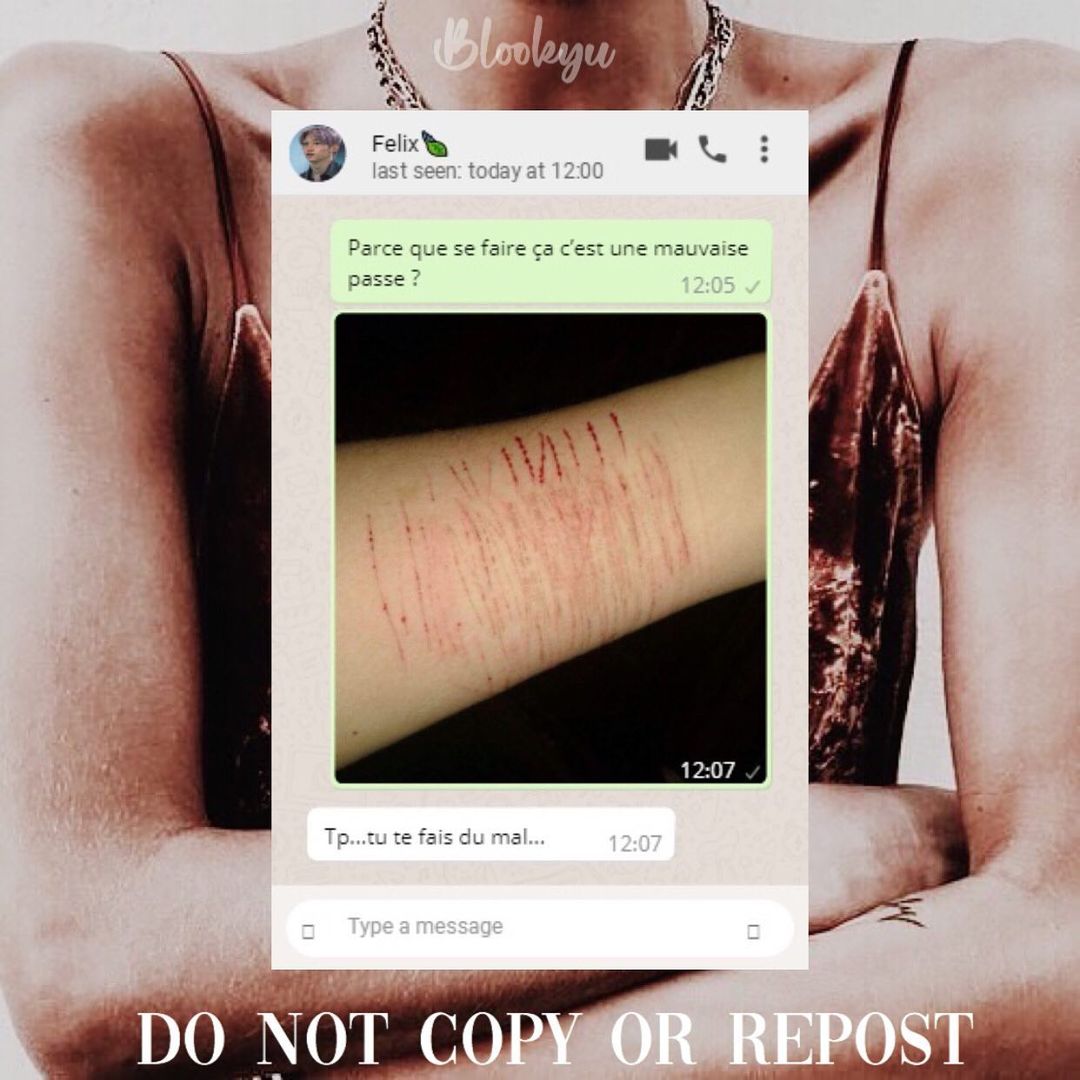 Blookyu
Felix
last seen: today at 12:00
Parce que se faire ça c’est une mauvaise
passe ?
12:05
12:07
Tp...tu te fais du mal...
12:07
Type a message
DO NOT COPY OR REPOST